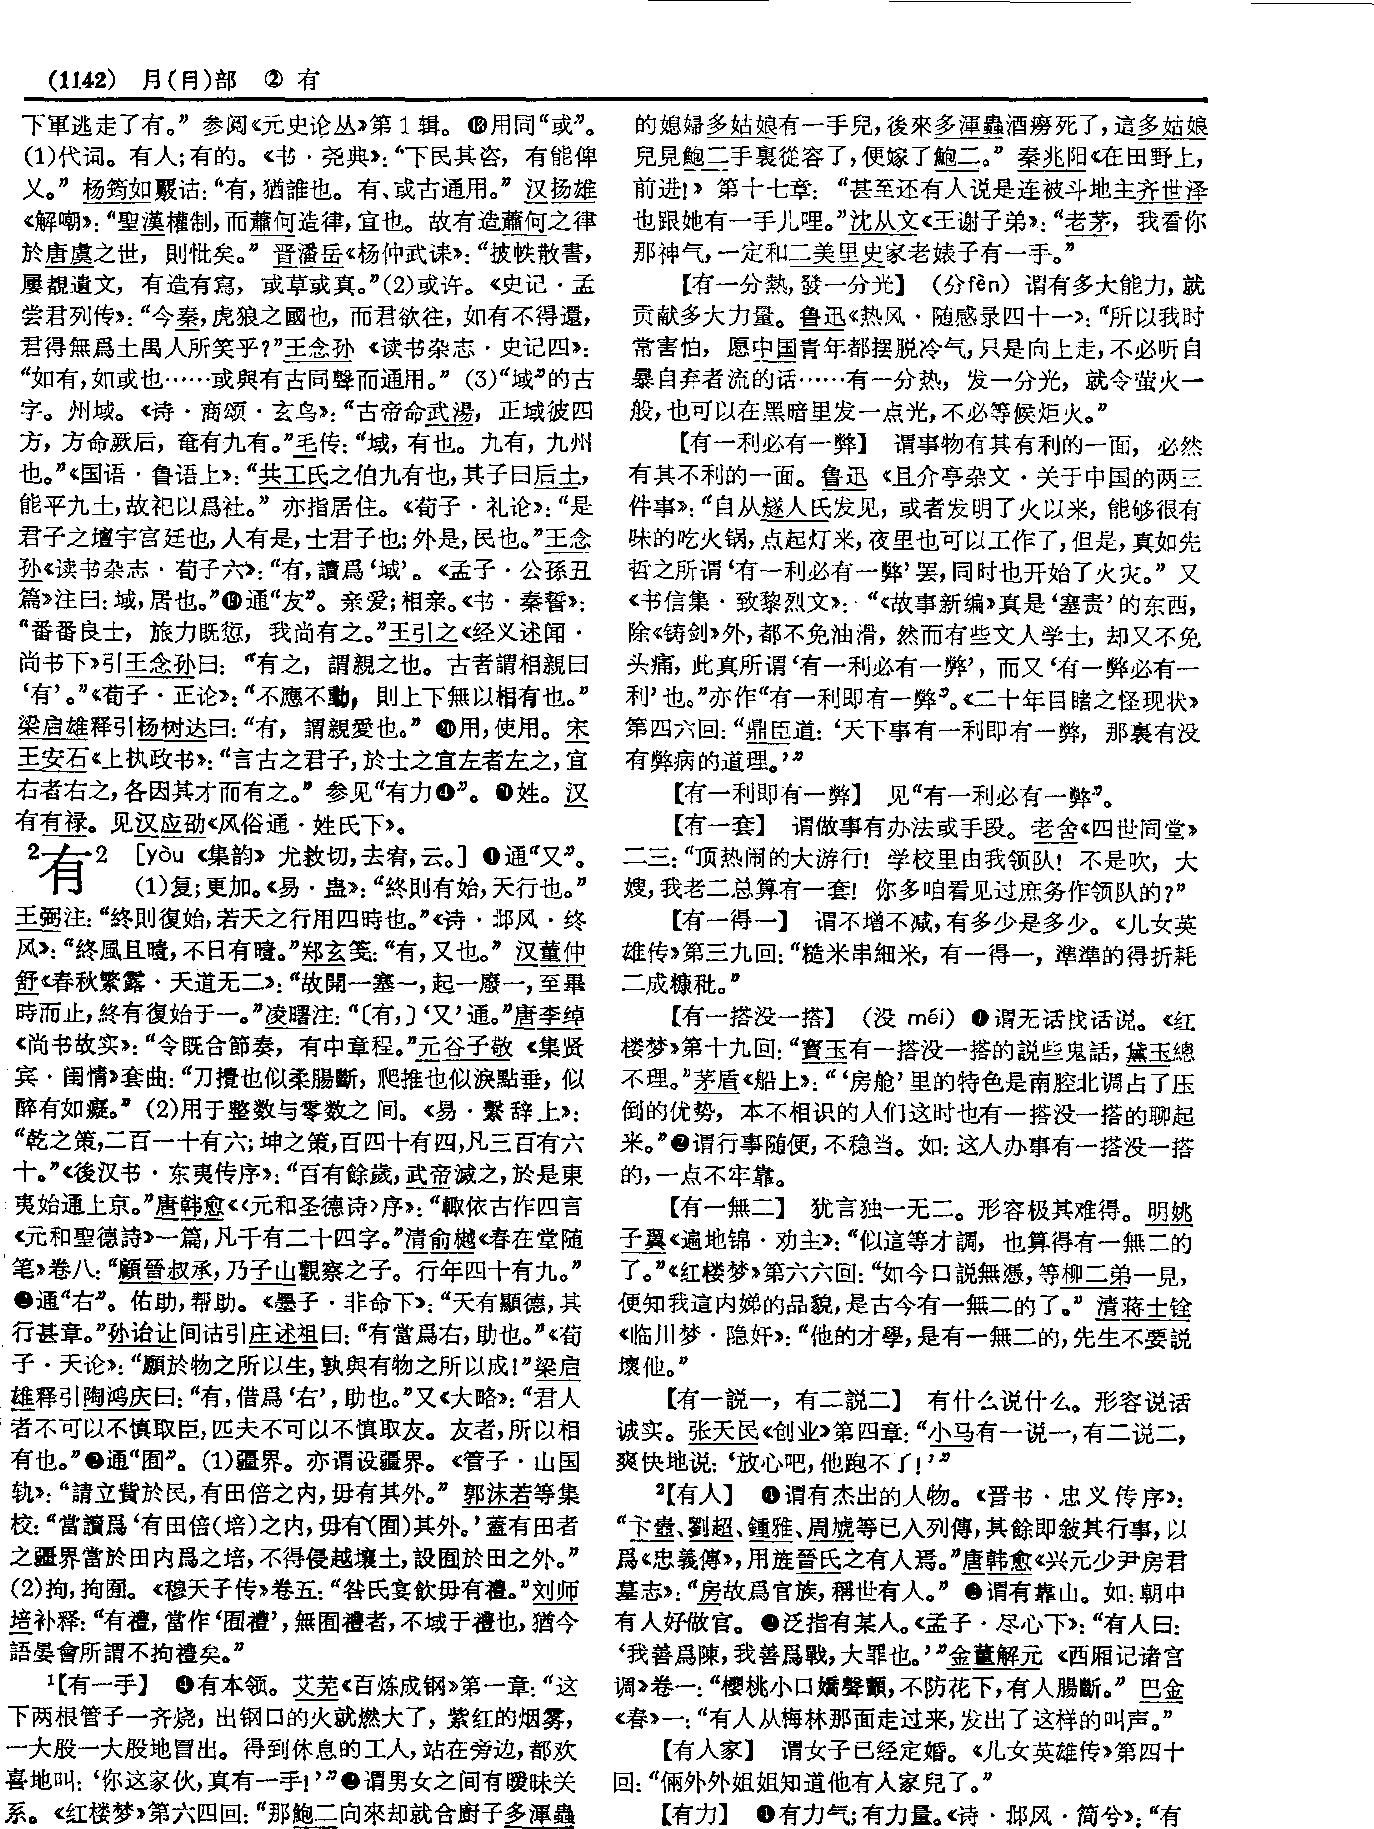 (1142) 月(⺼)部 ② 有
下軍逃走了有。” 参阅《元史论丛》第1辑。⓲用同“或”。
(1)代词。有人;有的。《书·尧典》:“下民其咨，有能俾
乂。” 杨筠如覈诂:“有,猶誰也。有、或古通用。” 汉扬雄
《解嘲》:“聖漢權制,而蕭何造律,宜也。故有造蕭何之律
於唐虞之世，則悂矣。” 晋潘岳《杨仲武诔》:“披帙散書,
屢覩遺文，有造有寫，或草或真。”(2)或许。《史记·孟
尝君列传》:“今秦,虎狼之國也，而君欲往，如有不得還,
君得無爲土禺人所笑乎?”王念孙《读书杂志·史记四》:
“如有,如或也……或與有古同聲而通用。” (3)“域”的古
字。州域。《诗·商颂·玄鸟》:“古帝命武湯，正域彼四
方，方命厥后，奄有九有。”毛传:“域，有也。九有，九州
也。”《国语·鲁语上》:“共工氏之伯九有也,其子曰后土,
能平九土,故祀以爲社。” 亦指居住。《荀子·礼论》:“是
君子之壇宇宫廷也,人有是,士君子也;外是,民也。”王念
孙《读书杂志·荀子六》:“有,讀爲‘域’。《孟子·公孫丑
篇》注曰:域,居也。”⓳通“友”。亲爱;相亲。《书·秦誓》:
“番番良士，旅力既愆，我尚有之。”王引之《经义述闻·
尚书下》引王念孙曰:“有之，謂親之也。古者謂相親曰
‘有’。”《荀子·正论》:“不應不動，則上下無以相有也。”
梁启雄释引杨树达曰:“有，謂親愛也。” ⓴用,使用。宋
王安石《上执政书》:“言古之君子,於士之宜左者左之,宜
右者右之,各因其才而有之。” 参见“有力❹”。㉑姓。汉
有有禄。见汉应劭《风俗通·姓氏下》。
²有2 [yòu《集韵》尤救切,去宥,云。] ❶通“又”。
(1)复;更加。《易·蛊》:“終則有始,天行也。”
王弼注:“終則復始,若天之行用四時也。”《诗·邶风·终
风》:“終風且曀,不日有曀。”郑玄笺:“有,又也。” 汉董仲
舒《春秋繁露·天道无二》:“故開一塞一,起一廢一,至畢
時而止,終有復始于一。”凌曙注:“〔有,〕‘又’通。”唐李绰
《尚书故实》:“令既合節奏，有中章程。”元谷子敬《集贤
宾·闺情》套曲:“刀攪也似柔腸斷，爬推也似淚點垂，似
醉有如癡。” (2)用于整数与零数之间。《易·繫辞上》:
“乾之策,二百一十有六;坤之策,百四十有四,凡三百有六
十。”《後汉书·东夷传序》:“百有餘歲,武帝滅之,於是東
夷始通上京。”唐韩愈《〈元和圣德诗〉序》:“輒依古作四言
《元和聖德詩》一篇,凡千有二十四字。”清俞樾《春在堂随
笔》卷八:“顧晉叔承,乃子山觀察之子。行年四十有九。”
❷通“右”。佑助,帮助。《墨子·非命下》:“天有顯德,其
行甚章。”孙诒让间诂引庄述祖曰:“有當爲右,助也。”《荀
子·天论》:“願於物之所以生,孰與有物之所以成!”梁启
雄释引陶鸿庆曰:“有,借爲‘右’,助也。”又《大略》:“君人
者不可以不慎取臣,匹夫不可以不慎取友。友者,所以相
有也。”❸通“囿”。(1)疆界。亦谓设疆界。《管子·山国
轨》:“請立貲於民,有田倍之内,毋有其外。” 郭沫若等集
校:“當讀爲‘有田倍(培)之内,毋有(囿)其外。’蓋有田者
之疆界當於田内爲之培,不得侵越壤土,設囿於田之外。”
(2)拘,拘囿。《穆天子传》卷五:“咎氏宴飲毋有禮。”刘师
培补释:“有禮,當作‘囿禮’,無囿禮者,不域于禮也,猶今
語晏會所謂不拘禮矣。”
¹【有一手】 ❶有本领。艾芜《百炼成钢》第一章:“这
下两根管子一齐烧，出钢口的火就燃大了，紫红的烟雾，
一大股一大股地冒出。得到休息的工人,站在旁边,都欢
喜地叫:‘你这家伙,真有一手!’”❷谓男女之间有暧昧关
系。《红楼梦》第六四回:“那鮑二向來却就合廚子多渾蟲
的媳婦多姑娘有一手兒,後來多渾蟲酒癆死了,這多姑娘
兒見鮑二手裏從容了,便嫁了鮑二。” 秦兆阳《在田野上,
前进!》第十七章:“甚至还有人说是连被斗地主齐世泽
也跟她有一手儿哩。”沈从文《王谢子弟》:“老茅，我看你
那神气,一定和二美里史家老婊子有一手。”
【有一分熱,發一分光】 (分fèn) 谓有多大能力,就
贡献多大力量。鲁迅《热风·随感录四十一》:“所以我时
常害怕，愿中国青年都摆脱冷气,只是向上走,不必听自
暴自弃者流的话……有一分热，发一分光，就令萤火一
般,也可以在黑暗里发一点光,不必等候炬火。”
【有一利必有一弊】 谓事物有其有利的一面，必然
有其不利的一面。鲁迅《且介亭杂文·关于中国的两三
件事》:“自从燧人氏发见，或者发明了火以来，能够很有
味的吃火锅,点起灯来,夜里也可以工作了,但是,真如先
哲之所谓‘有一利必有一弊’罢,同时也开始了火灾。” 又
《书信集·致黎烈文》:“《故事新编》真是‘塞责’的东西,
除《铸剑》外,都不免油滑，然而有些文人学士，却又不免
头痛，此真所谓‘有一利必有一弊’，而又‘有一弊必有一
利’也。”亦作“有一利即有一弊”。《二十年目睹之怪现状》
第四六回:“鼎臣道:‘天下事有一利即有一弊，那裏有没
有弊病的道理。’”
【有一利即有一弊】 见“有一利必有一弊”。
【有一套】 谓做事有办法或手段。老舍《四世同堂》
二三:“顶热闹的大游行! 学校里由我领队! 不是吹，大
嫂,我老二总算有一套! 你多咱看见过庶务作领队的?”
【有一得一】 谓不增不减,有多少是多少。《儿女英
雄传》第三九回:“糙米串細米，有一得一，準準的得折耗
二成糠秕。”
【有一搭没一搭】 (没 méi) ❶谓无话找话说。《红
楼梦》第十九回:“寳玉有一搭没一搭的説些鬼話,黛玉總
不理。”茅盾《船上》:“‘房舱’里的特色是南腔北调占了压
倒的优势，本不相识的人们这时也有一搭没一搭的聊起
来。”❷谓行事随便,不稳当。如:这人办事有一搭没一搭
的,一点不牢靠。
【有一無二】 犹言独一无二。形容极其难得。明姚
子翼《遍地锦·劝主》:“似這等才調，也算得有一無二的
了。”《红楼梦》第六六回:“如今口説無憑,等柳二弟一見,
便知我這内娣的品貌,是古今有一無二的了。” 清蒋士铨
《临川梦·隐奸》:“他的才學,是有一無二的,先生不要説
壞他。”
【有一説一，有二説二】 有什么说什么。形容说话
诚实。张天民《创业》第四章:“小马有一说一,有二说二,
爽快地说:‘放心吧,他跑不了!’”
²【有人】 ❶谓有杰出的人物。《晋书·忠义传序》:
“卞壼、劉超、鍾雅、周虓等已入列傳,其餘即敍其行事,以
爲《忠義傳》,用旌晉氏之有人焉。”唐韩愈《兴元少尹房君
墓志》:“房故爲官族,稱世有人。” ❷谓有靠山。如:朝中
有人好做官。❸泛指有某人。《孟子·尽心下》:“有人曰:
‘我善爲陳,我善爲戰,大罪也。’”金董解元《西厢记诸宫
调》卷一:“櫻桃小口嬌聲顫,不防花下,有人腸斷。” 巴金
《春》一:“有人从梅林那面走过来,发出了这样的叫声。”
【有人家】 谓女子已经定婚。《儿女英雄传》第四十
回:“倆外外姐姐知道他有人家兒了。”
【有力】 ❶有力气;有力量。《诗·邶风·简兮》:“有